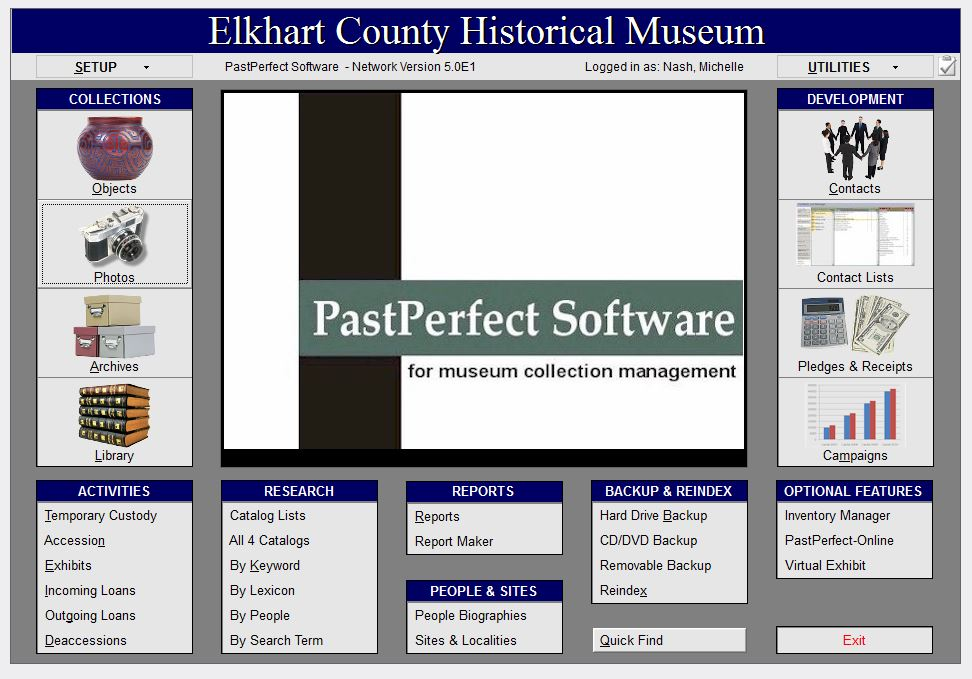 Elkhart County Historical Museum
SETUP
PastPerfect Software - Network Version 5.0E1
Logged in as: Nash, Michelle
UTILITIES
COLLECTIONS
Objects
Photos
Archives
Library
PastPerfect Software
for museum collection management
DEVELOPMENT
Contacts
Contact Lists
Pledges & Receipts
Campaigns
ACTIVITIES
Temporary Custody
Accession
Exhibits
Incoming Loans
Outgoing Loans
Deaccessions
RESEARCH
Catalog Lists
All 4 Catalogs
By Keyword
By Lexicon
By People
By Search Term
REPORTS
Reports
Report Maker
PEOPLE & SITES
People Biographies
Sites & Localities
BACKUP & REINDEX
Hard Drive Backup
CD/DVD Backup
Removable Backup
Reindex
Quick Find
OPTIONAL FEATURES
Inventory Manager
PastPerfect-Online
Virtual Exhibit
Exit